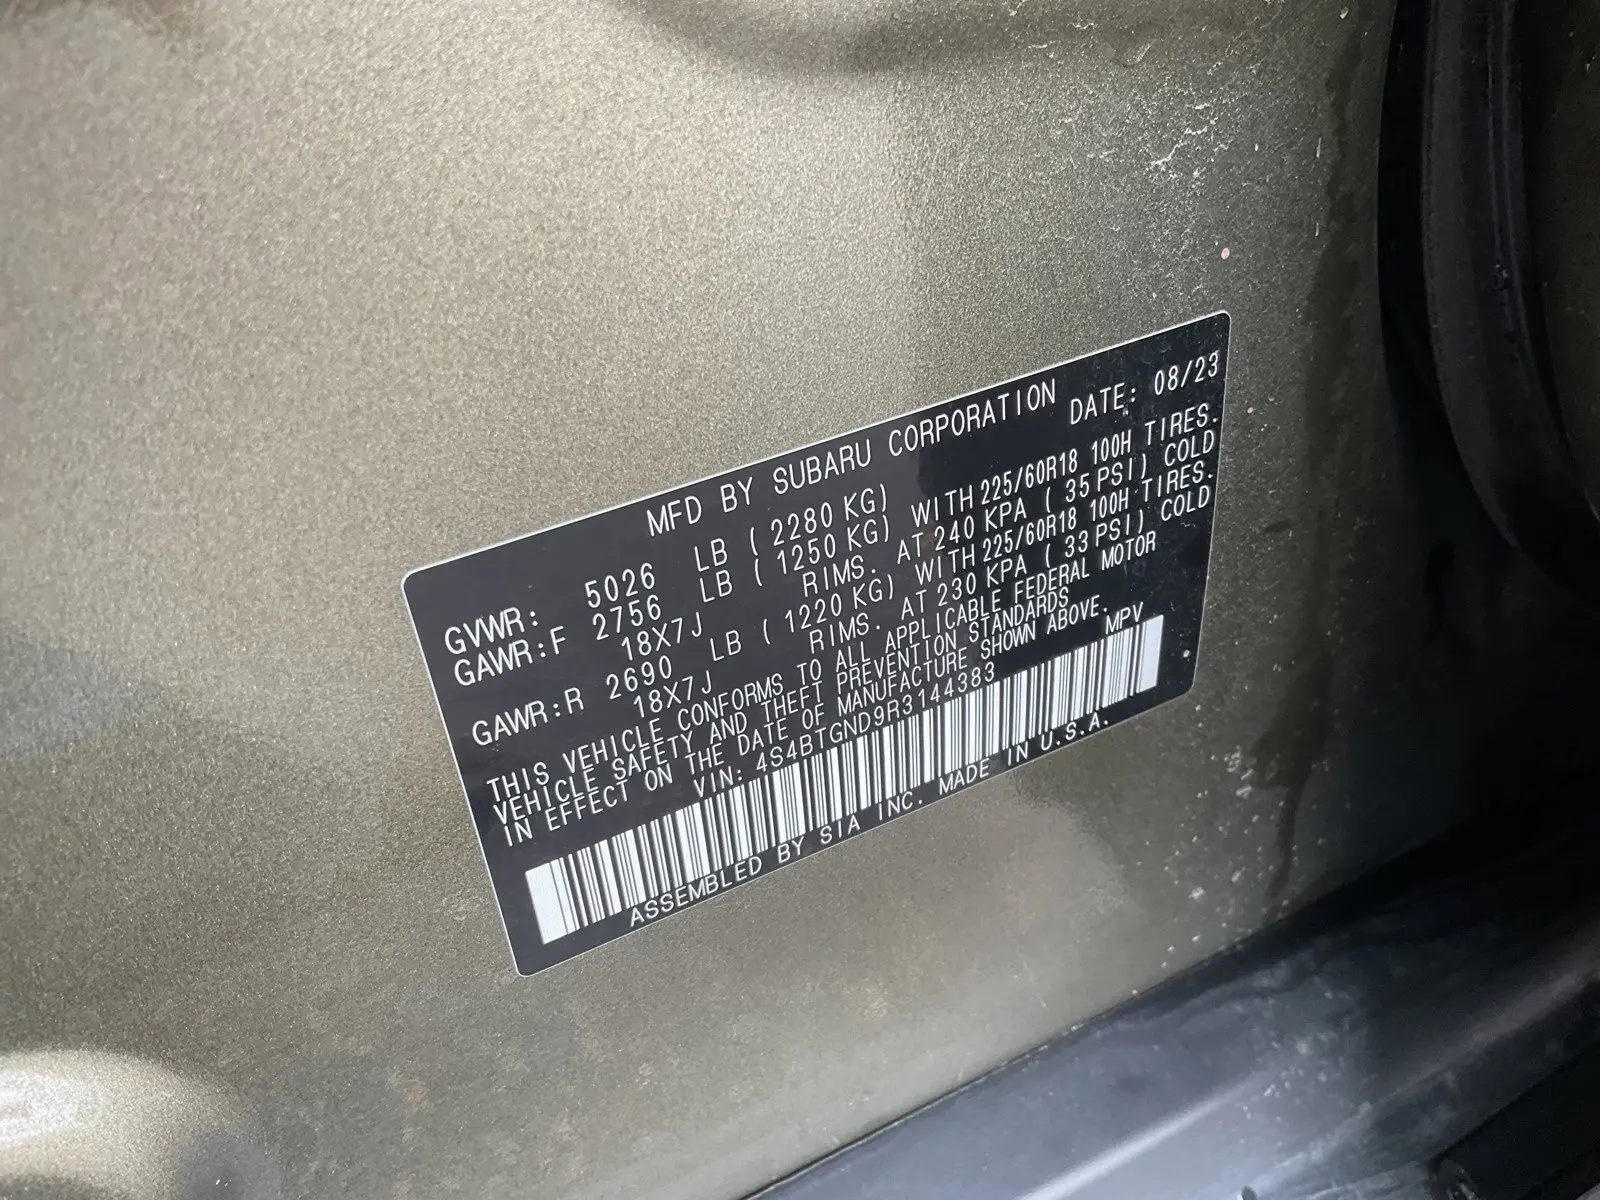 MFD BY SUBARU CORPORATION
DATE: 08/23
GVWR: 5026 LB ( 2280 KG)
GAWR:F 2756 LB ( 1250 KG) WITH 225/60R18 100H TIRES.
18X7J RIMS. AT 240 KPA ( 35 PSI) COLD
GAWR:R 2690 LB ( 1220 KG) WITH 225/60R18 100H TIRES.
18X7J RIMS. AT 230 KPA ( 33 PSI) COLD
THIS VEHICLE CONFORMS TO ALL APPLICABLE FEDERAL MOTOR
VEHICLE SAFETY AND THEFT PREVENTION STANDARDS
IN EFFECT ON THE DATE OF MANUFACTURE SHOWN ABOVE.
VIN: 4S4BTGND9R3144383 MPV
ASSEMBLED BY SIA INC. MADE IN U.S.A.